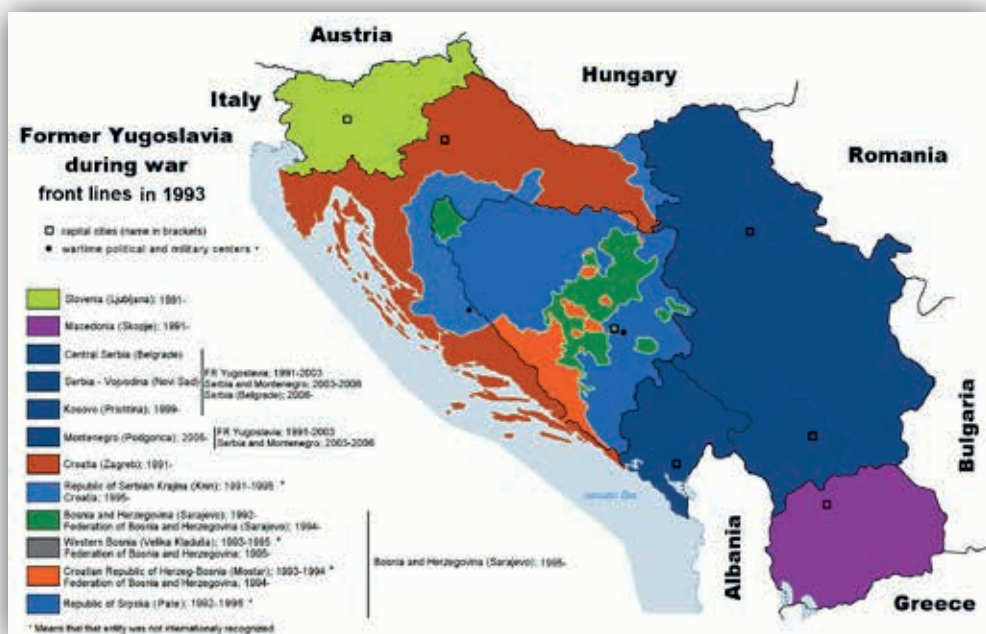 Austria
Hungary
Italy
Former Yugoslavia
during war
front lines in 1993
Romania
capital cities (name in brackets)
wartime political and military centers *
Slovenia (Ljubljana); 1991-
Macedonia (Skopje); 1991-
Central Serbia (Belgrade)
Serbia - Vojvodina (Novi Sad)
Kosovo (Prishtina); 1999-
FR Yugoslavia; 1991-2003
Serbia and Montenegro; 2003-2006
Serbia (Belgrade); 2006-
Montenegro (Podgorica); 2006-
FR Yugoslavia; 1991-2003
Serbia and Montenegro; 2003-2006
Croatia (Zagreb); 1991-
Republic of Serbian Krajina (Knin); 1991-1995 *
Croatia; 1995-
Bosnia and Herzegovina (Sarajevo); 1992-
Federation of Bosnia and Herzegovina (Sarajevo); 1994-
Western Bosnia (Velika Kladuša); 1993-1995 *
Federation of Bosnia and Herzegovina; 1995-
Croatian Republic of Herzeg-Bosnia (Mostar); 1993-1994 *
Federation of Bosnia and Herzegovina, 1994-
Republic of Srpska (Pale); 1992-1995 *
Bosnia and Herzegovina (Sarajevo); 1995-
* Means that that entity was not internationaly recognized
Bulgaria
Albania
Greece